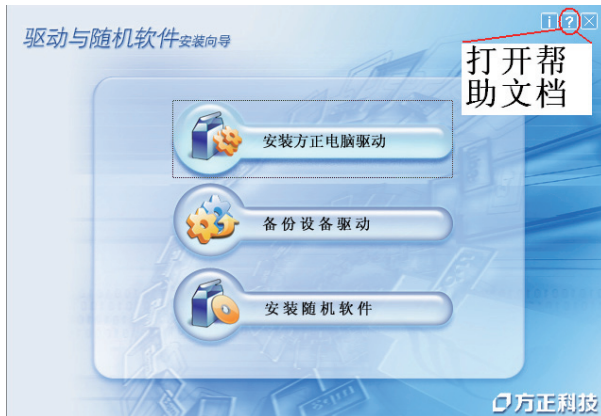 驱动与随机软件安装向导
i ? ×
打开帮
助文档
安装方正电脑驱动
备份设备驱动
安装随机软件
方正科技